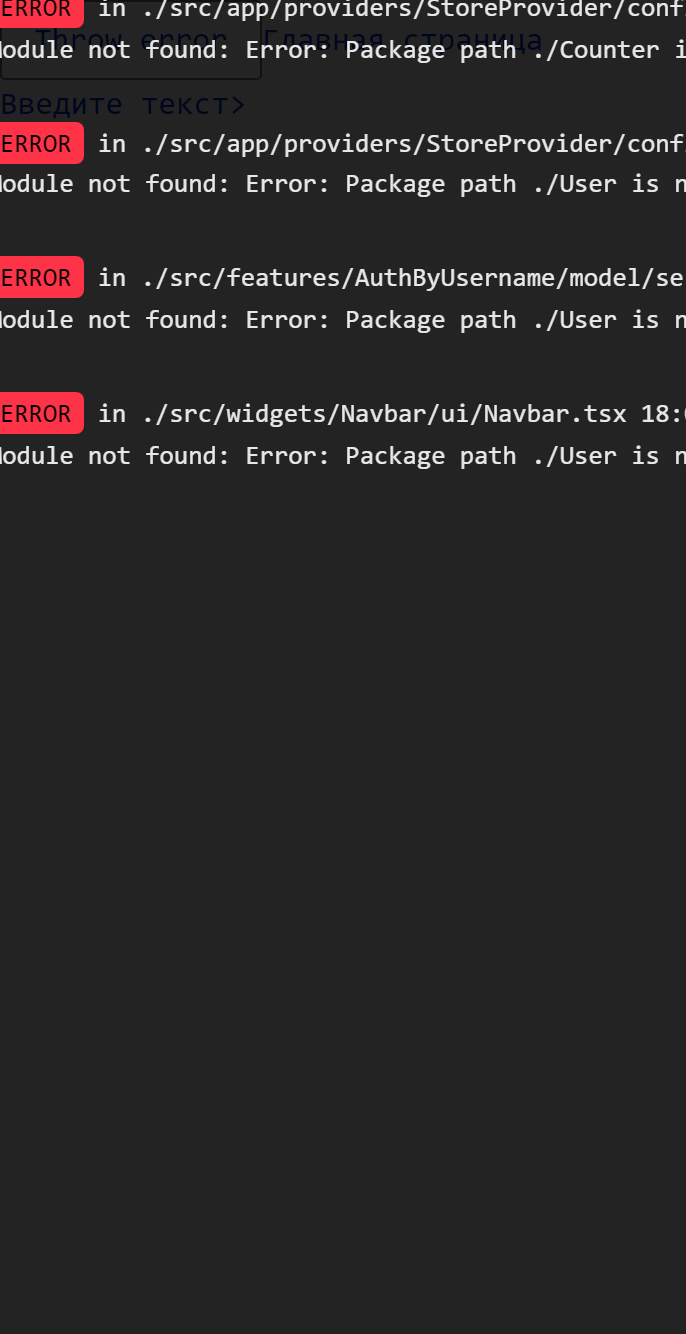 ERROR in ./src/app/providers/StoreProvider/conf
Throw error Главная страница
Module not found: Error: Package path ./Counter i
Введите текст>
ERROR in ./src/app/providers/StoreProvider/conf
Module not found: Error: Package path ./User is n
ERROR in ./src/features/AuthByUsername/model/se
Module not found: Error: Package path ./User is n
ERROR in ./src/widgets/Navbar/ui/Navbar.tsx 18:
Module not found: Error: Package path ./User is n